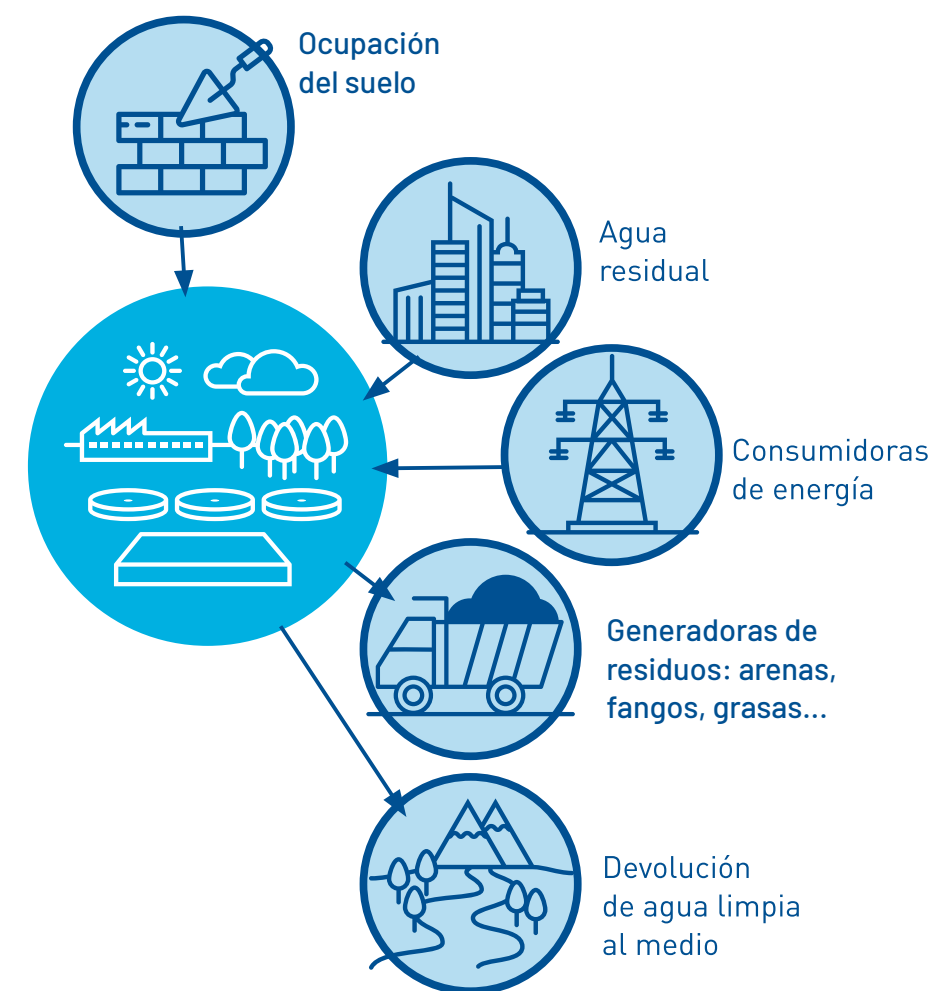 Ocupación
del suelo
Agua
residual
Consumidoras
de energía
Generadoras de
residuos: arenas,
fangos, grasas...
Devolución
de agua limpia
al medio